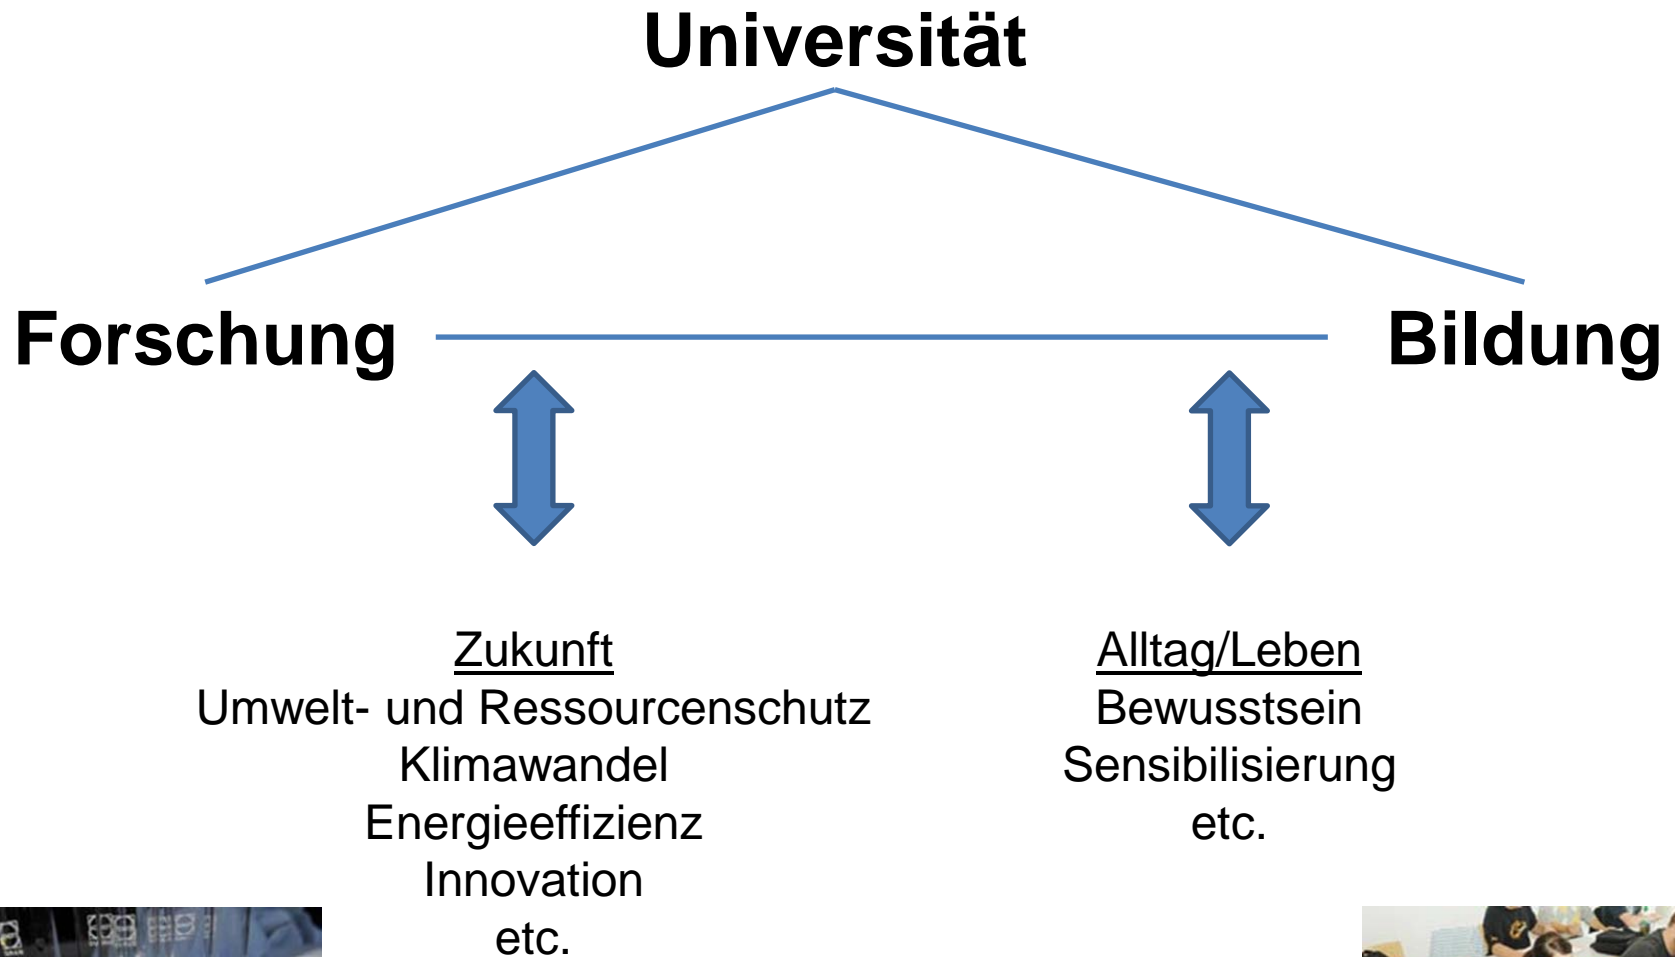 Universität
Forschung
Bildung
Zukunft
Umwelt- und Ressourcenschutz
Klimawandel
Energieeffizienz
Innovation
etc.
Alltag/Leben
Bewusstsein
Sensibilisierung
etc.